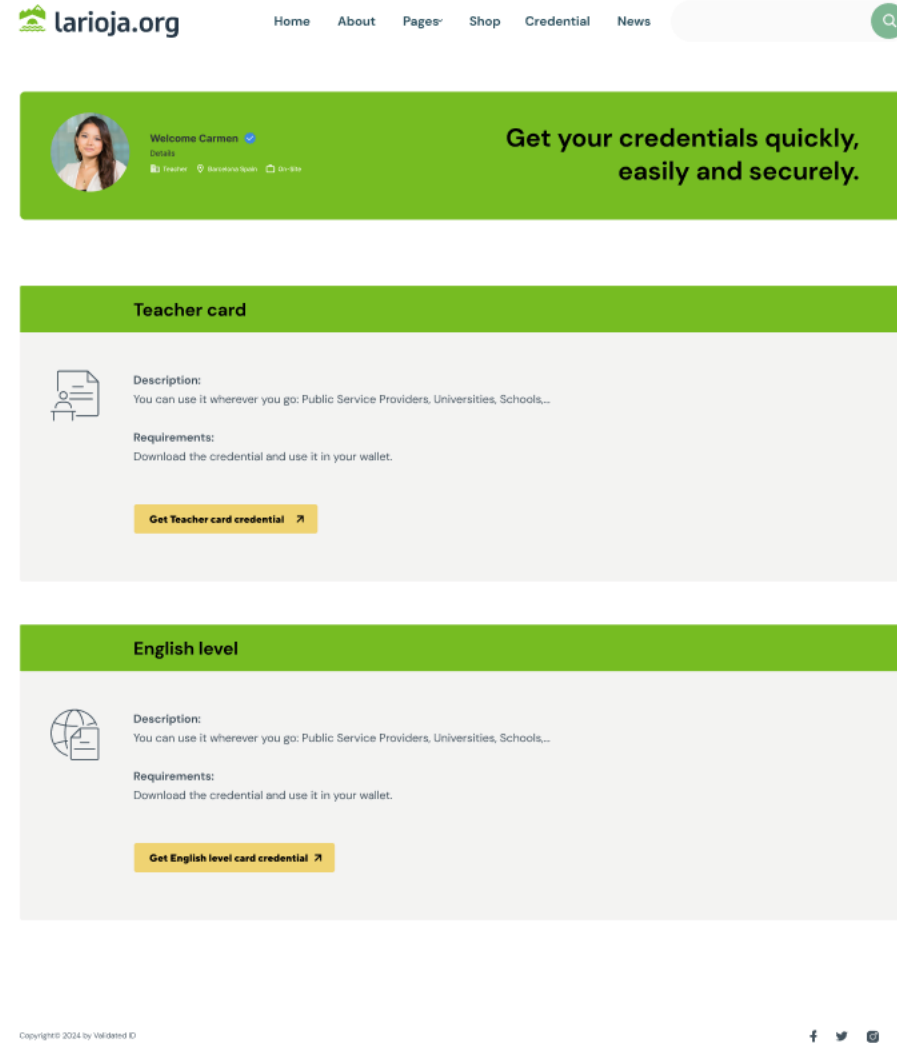 larioja.org
Home About Pages Shop Credential News
Welcome Carmen
Details
Teacher Barcelona Spain On-Site
Get your credentials quickly,
easily and securely.
Teacher card
Description:
You can use it wherever you go: Public Service Providers, Universities, Schools,...
Requirements:
Download the credential and use it in your wallet.
Get Teacher card credential
English level
Description:
You can use it wherever you go: Public Service Providers, Universities, Schools,...
Requirements:
Download the credential and use it in your wallet.
Get English level card credential
Copyright© 2024 by Validated ID